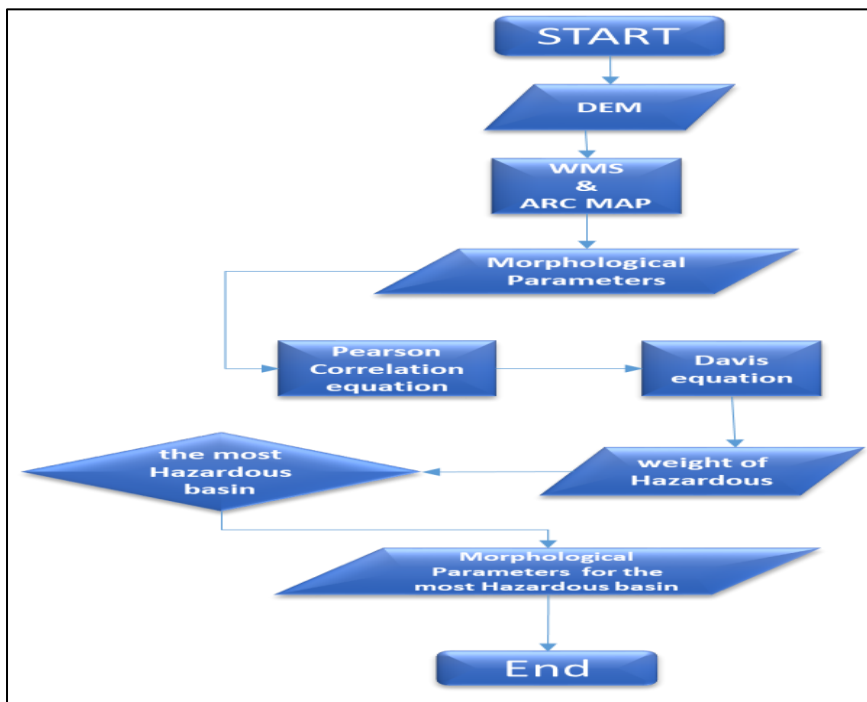 START
DEM
WMS
&
ARC MAP
Morphological
Parameters
Pearson
Correlation
equation
Davis
equation
weight of
Hazardous
the most
Hazardous
basin
Morphological
Parameters for the
most Hazardous basin
End